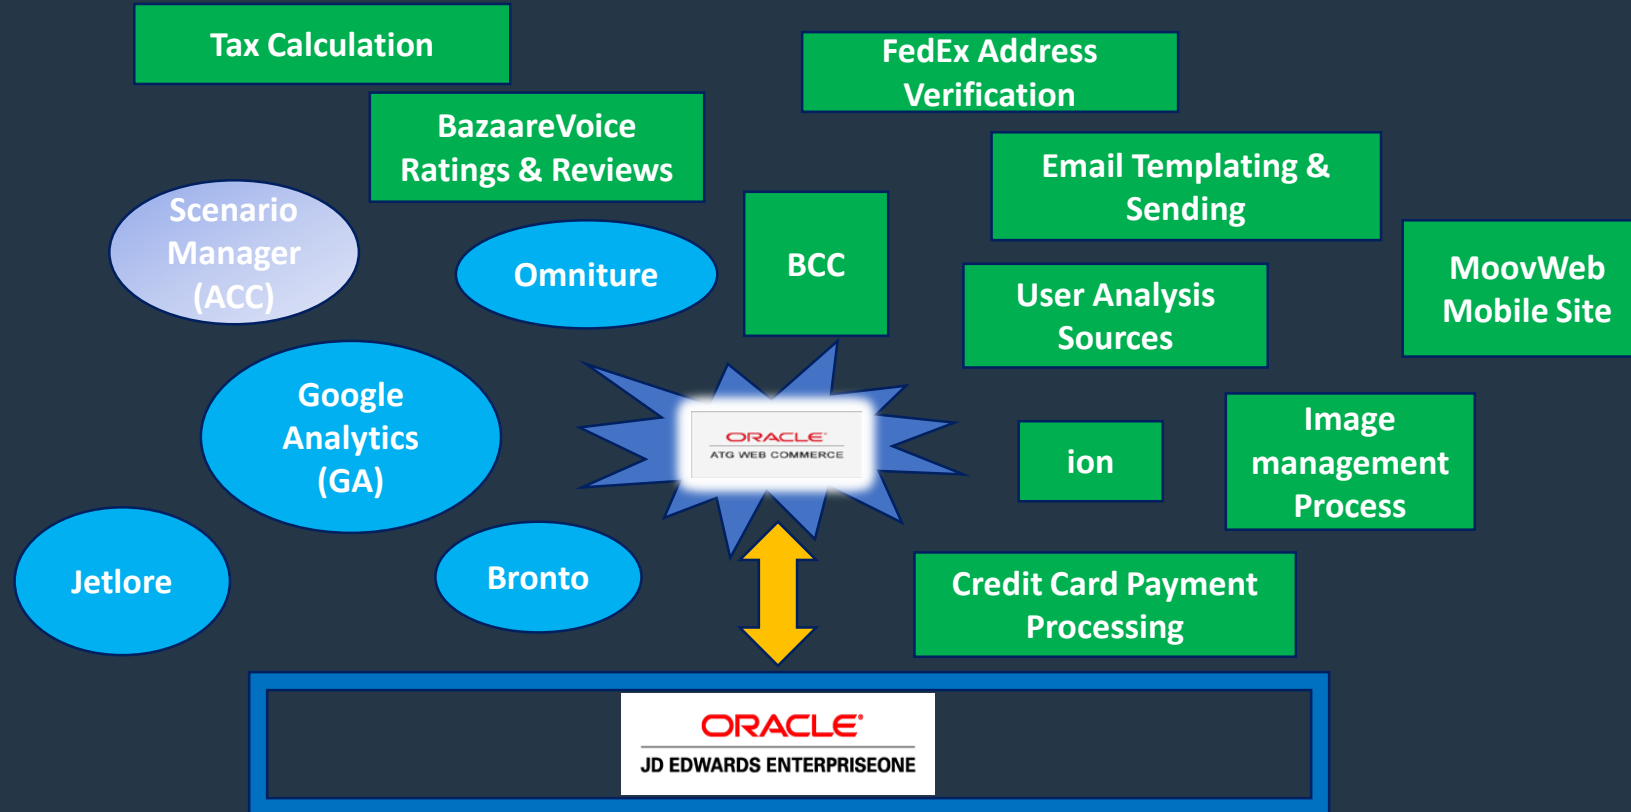 Tax Calculation
FedEx Address
Verification
BazaareVoice
Ratings & Reviews
Email Templating &
Sending
Scenario
Manager
(ACC)
Omniture
BCC
User Analysis
Sources
MoovWeb
Mobile Site
Google
Analytics
(GA)
ORACLE®
ATG WEB COMMERCE
ion
Image
management
Process
Jetlore
Bronto
Credit Card Payment
Processing
ORACLE®
JD EDWARDS ENTERPRISEONE